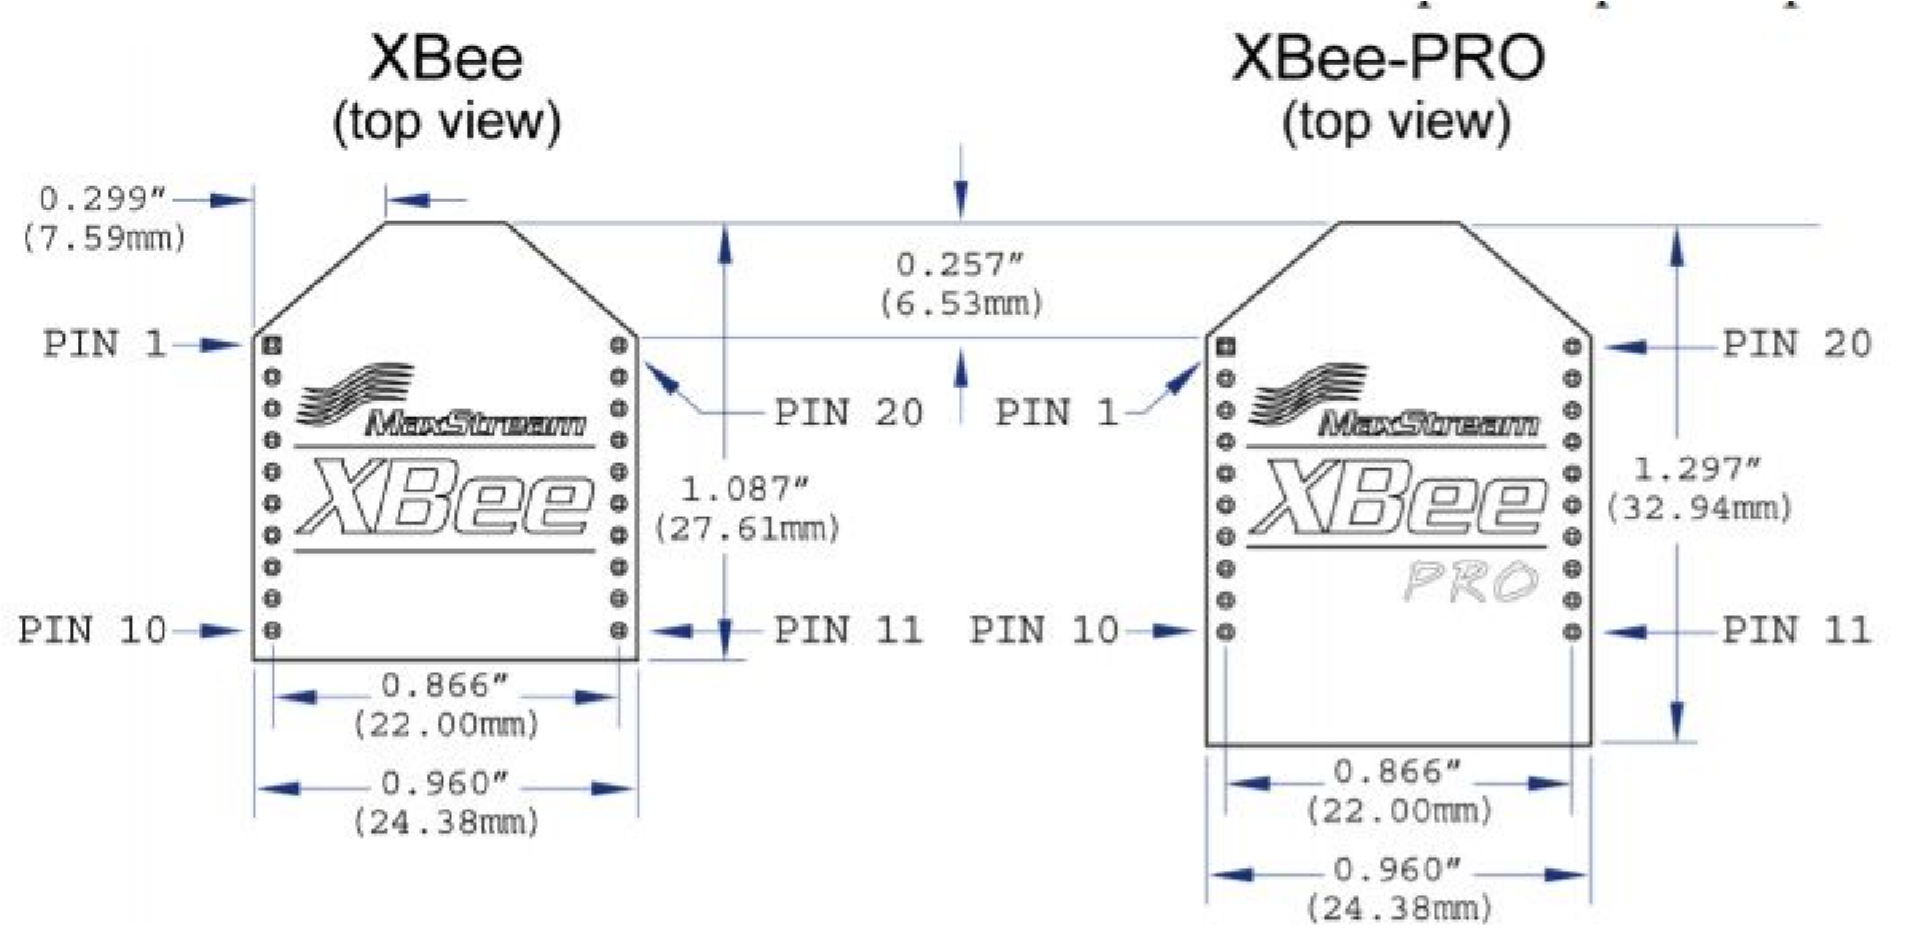 XBee
(top view)
XBee-PRO
(top view)
0.299"
(7.59mm)
0.257"
(6.53mm)
PIN 1
PIN 20
PIN 1
PIN 20
MaxStream
XBee
MaxStream
XBee
PRO
1.087"
(27.61mm)
1.297"
(32.94mm)
PIN 10
PIN 11
PIN 10
PIN 11
0.866"
(22.00mm)
0.960"
(24.38mm)
0.866"
(22.00mm)
0.960"
(24.38mm)